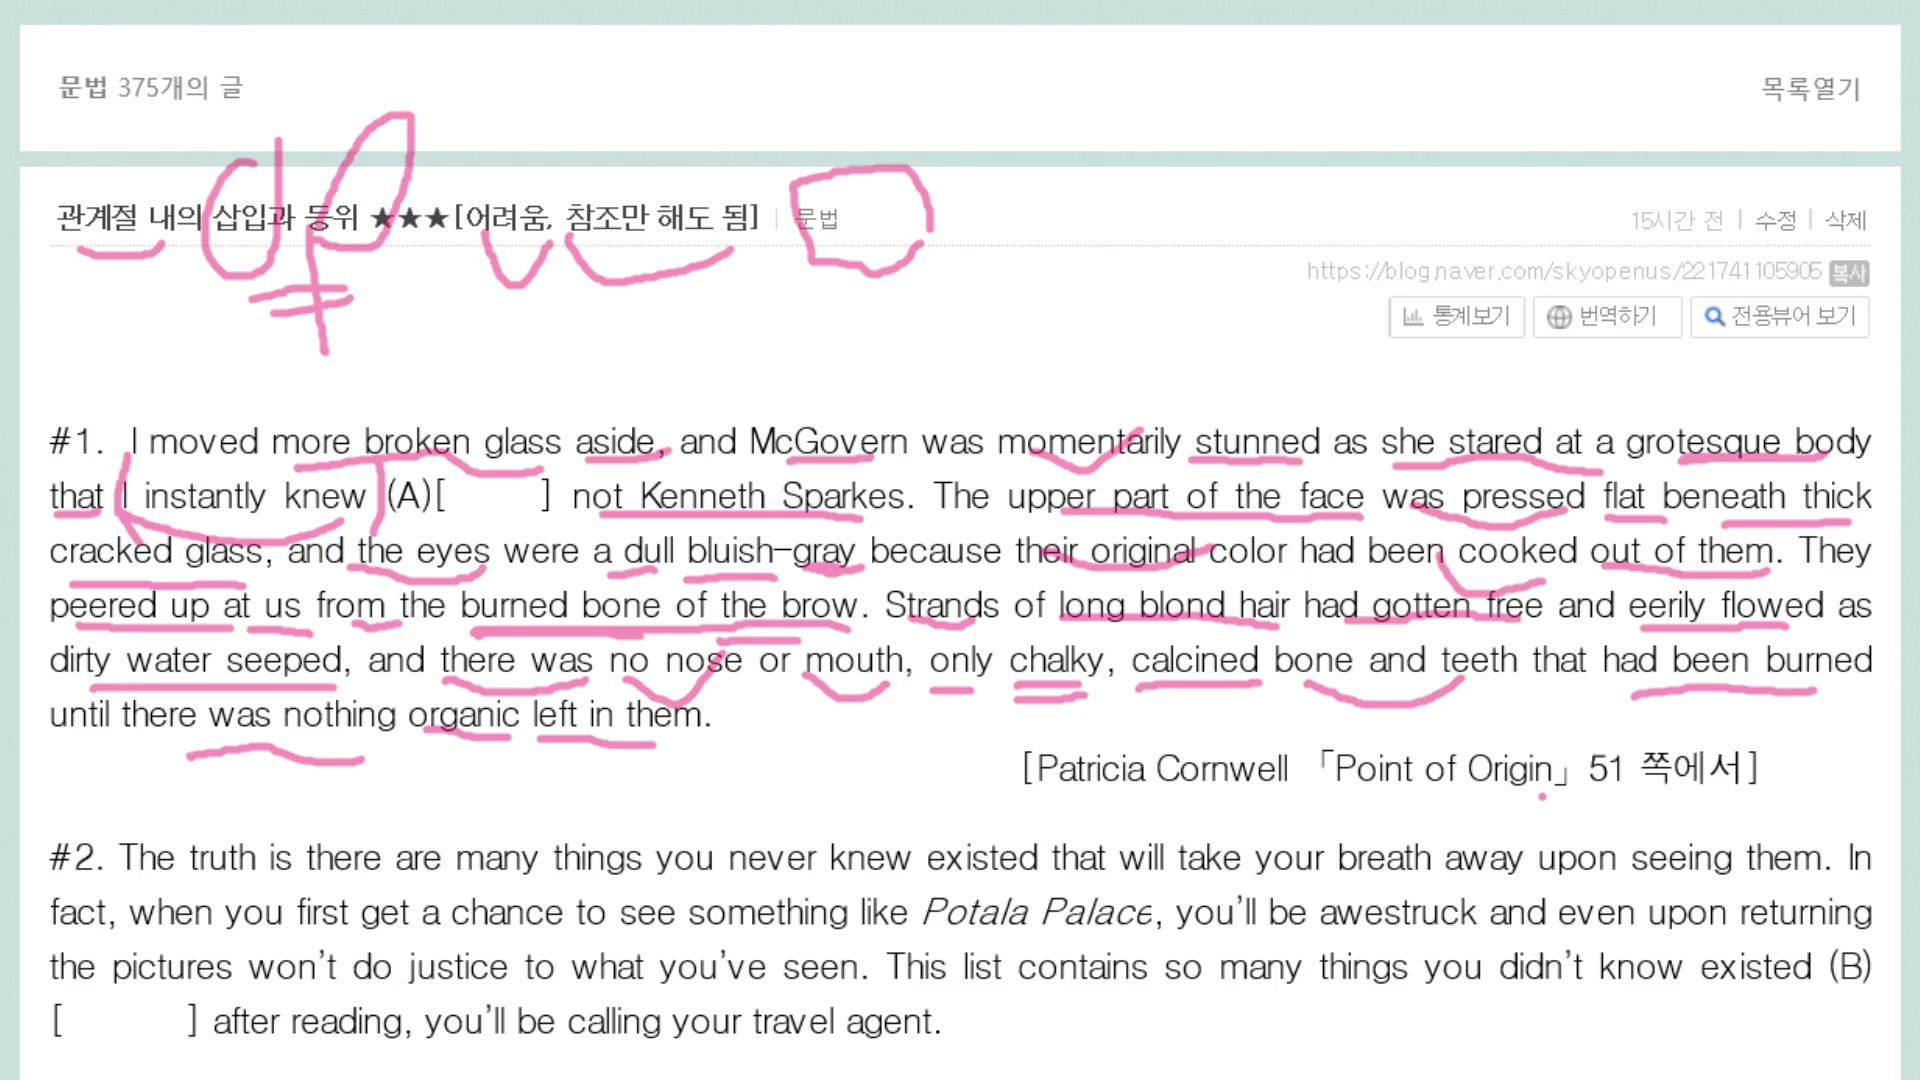 문법 375개의 글
목록열기
관계절 내의 삽입과 등위 ★★★[어려움, 참조만 해도 됨] | 문법
15시간 전 | 수정 | 삭제
https://blog.naver.com/skyopenus/221741105905 복사
통계보기 번역하기 전용뷰어 보기
#1. I moved more broken glass aside, and McGovern was momentarily stunned as she stared at a grotesque body
that I instantly knew (A)[ ] not Kenneth Sparkes. The upper part of the face was pressed flat beneath thick
cracked glass, and the eyes were a dull bluish-gray because their original color had been cooked out of them. They
peered up at us from the burned bone of the brow. Strands of long blond hair had gotten free and eerily flowed as
dirty water seeped, and there was no nose or mouth, only chalky, calcined bone and teeth that had been burned
until there was nothing organic left in them.
[Patricia Cornwell 「Point of Origin」 51 쪽에서]
#2. The truth is there are many things you never knew existed that will take your breath away upon seeing them. In
fact, when you first get a chance to see something like Potala Palace, you'll be awestruck and even upon returning
the pictures won't do justice to what you've seen. This list contains so many things you didn't know existed (B)
[ ] after reading, you'll be calling your travel agent.